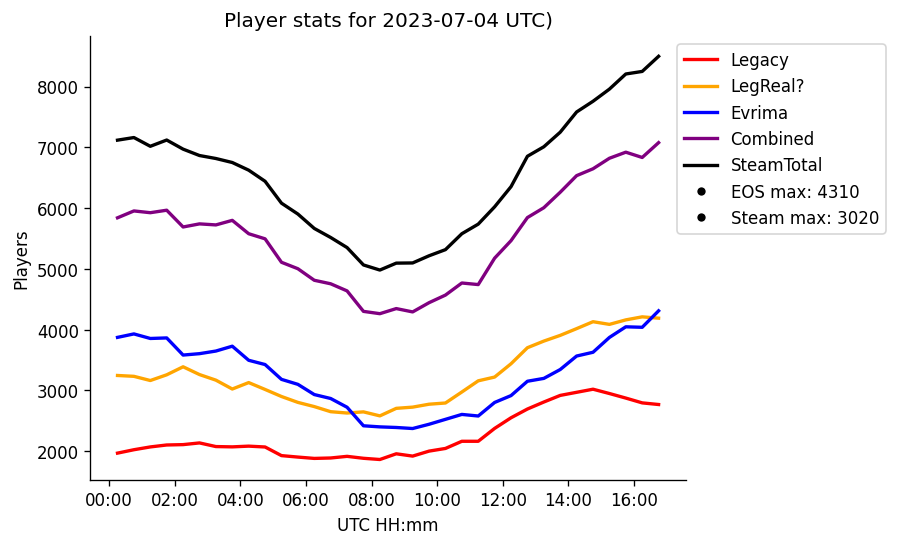 Player stats for 2023-07-04 UTC)
Players
8000
7000
6000
5000
4000
3000
2000
00:00 02:00 04:00 06:00 08:00 10:00 12:00 14:00 16:00
UTC HH:mm
Legacy
LegReal?
Evrima
Combined
SteamTotal
EOS max: 4310
Steam max: 3020